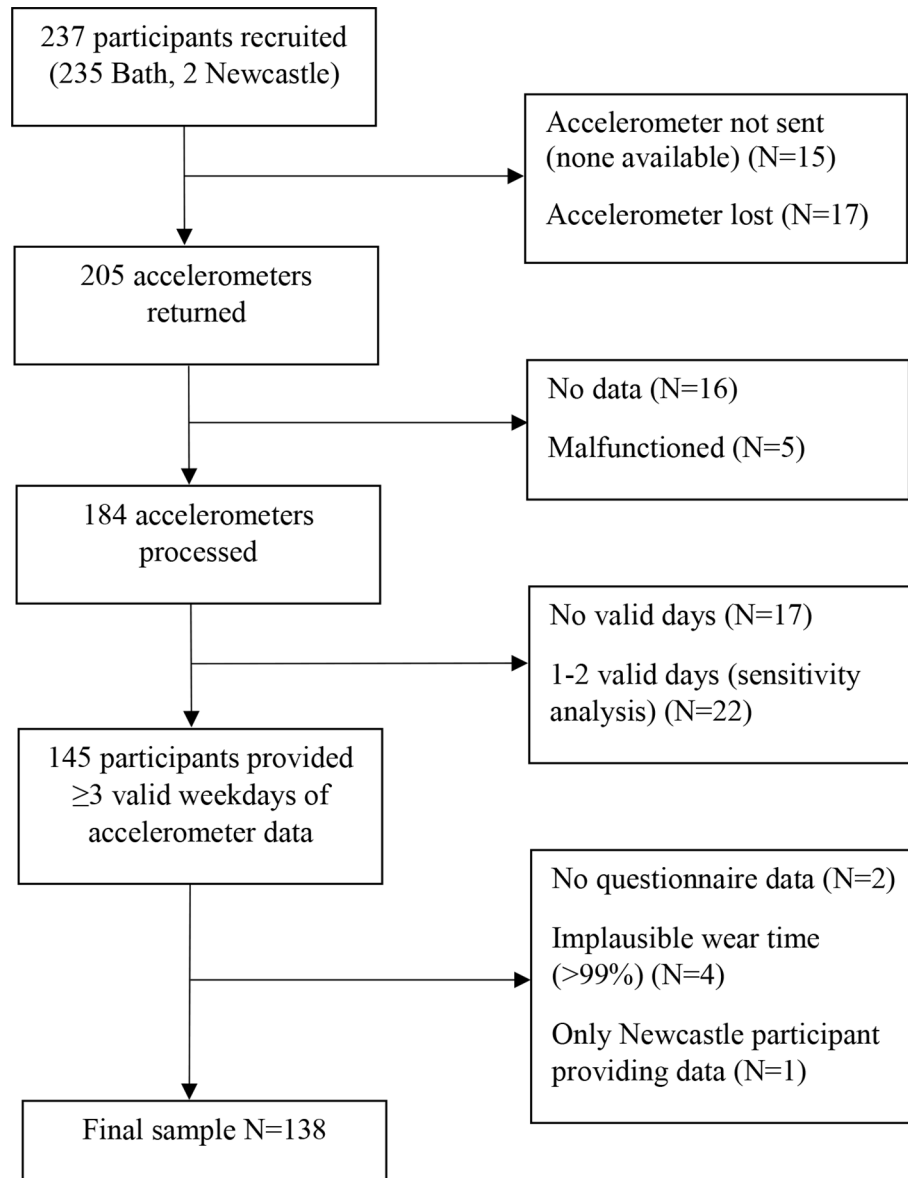 237 participants recruited
(235 Bath, 2 Newcastle)
Accelerometer not sent
(none available) (N=15)
Accelerometer lost (N=17)
205 accelerometers
returned
No data (N=16)
Malfunctioned (N=5)
184 accelerometers
processed
No valid days (N=17)
1-2 valid days (sensitivity
analysis) (N=22)
145 participants provided
≥3 valid weekdays of
accelerometer data
No questionnaire data (N=2)
Implausible wear time
(>99%) (N=4)
Only Newcastle participant
providing data (N=1)
Final sample N=138